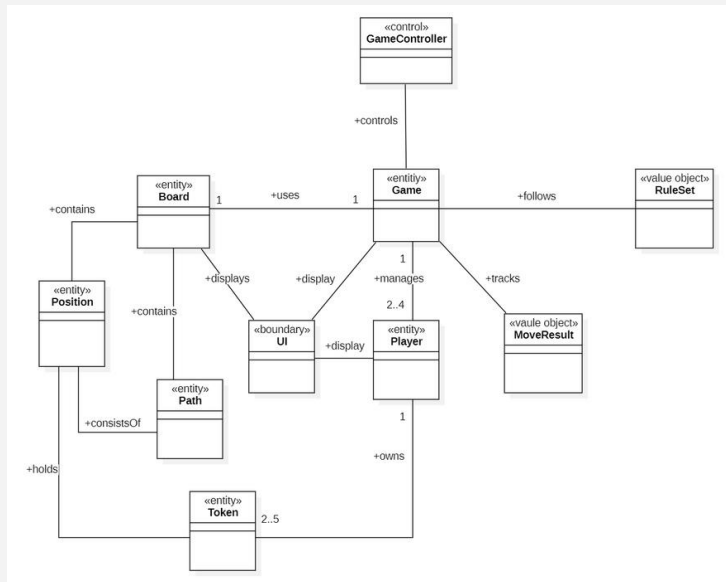 «control»
GameController
+controls
«entity»
Board
1
+uses
1
«entitiy»
Game
+follows
«value object»
RuleSet
+contains
+displays
+display
1
+manages
+tracks
«entity»
Position
+contains
2..4
«boundary»
UI
+display
«entity»
Player
«vaule object»
MoveResult
«entity»
Path
+consistsOf
1
+owns
+holds
«entity»
Token
2..5